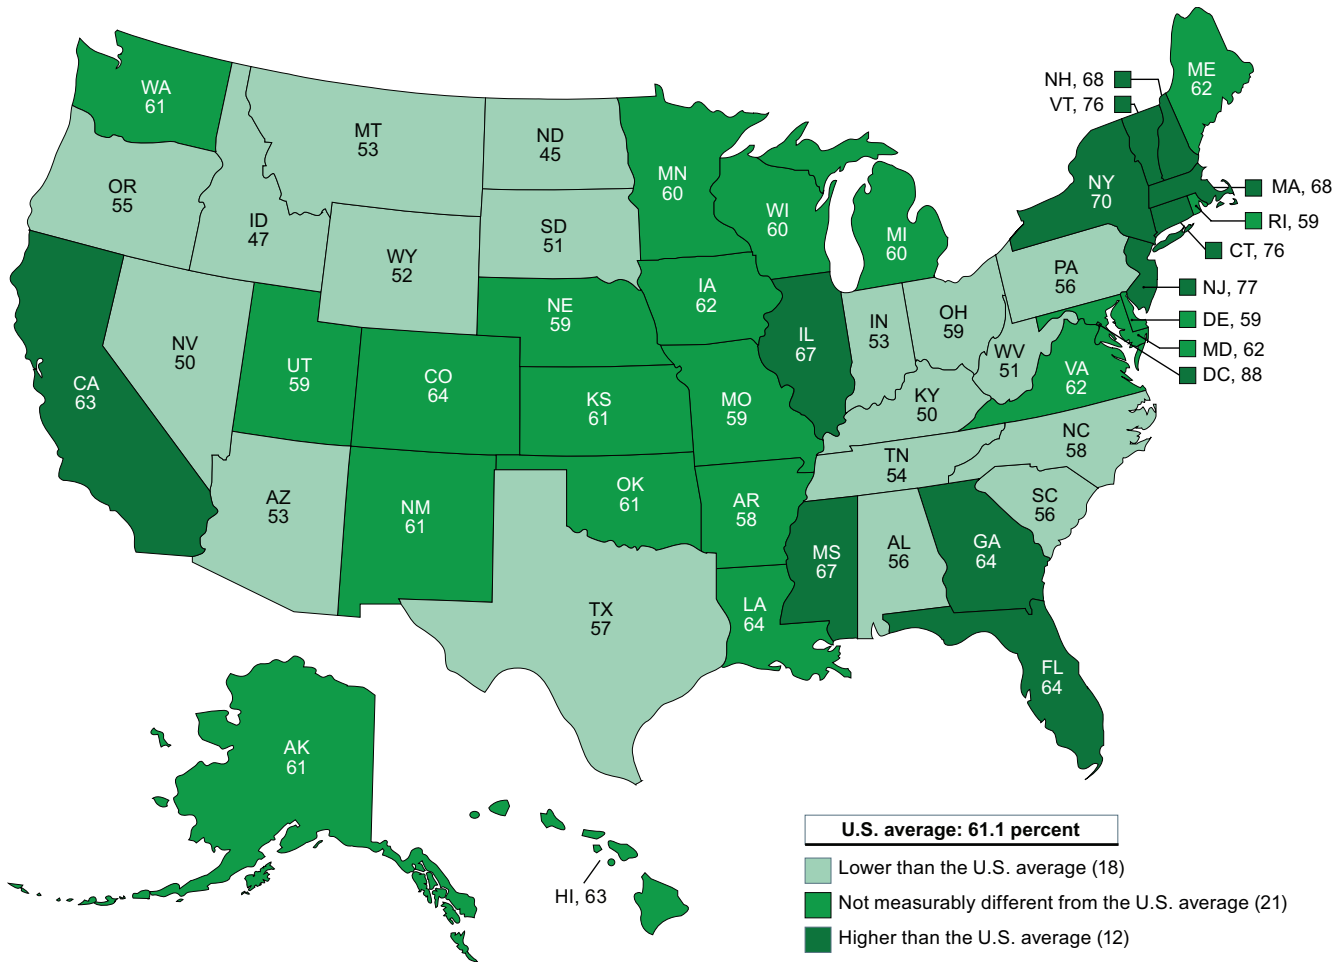 WA
61
OR
55
CA
63
ID
47
NV
50
MT
53
WY
52
UT
59
AZ
53
CO
64
NM
61
ND
45
SD
51
NE
59
KS
61
OK
61
TX
57
MN
60
IA
62
MO
59
AR
58
LA
64
WI
60
IL
67
MS
67
MI
60
IN
53
OH
59
KY
50
TN
54
AL
56
GA
64
FL
64
SC
56
NC
58
VA
62
WV
51
PA
56
NY
70
ME
62
NH, 68
VT, 76
MA, 68
RI, 59
CT, 76
NJ, 77
DE, 59
MD, 62
DC, 88
AK
61
HI, 63
U.S. average: 61.1 percent
Lower than the U.S. average (18)
Not measurably different from the U.S. average (21)
Higher than the U.S. average (12)